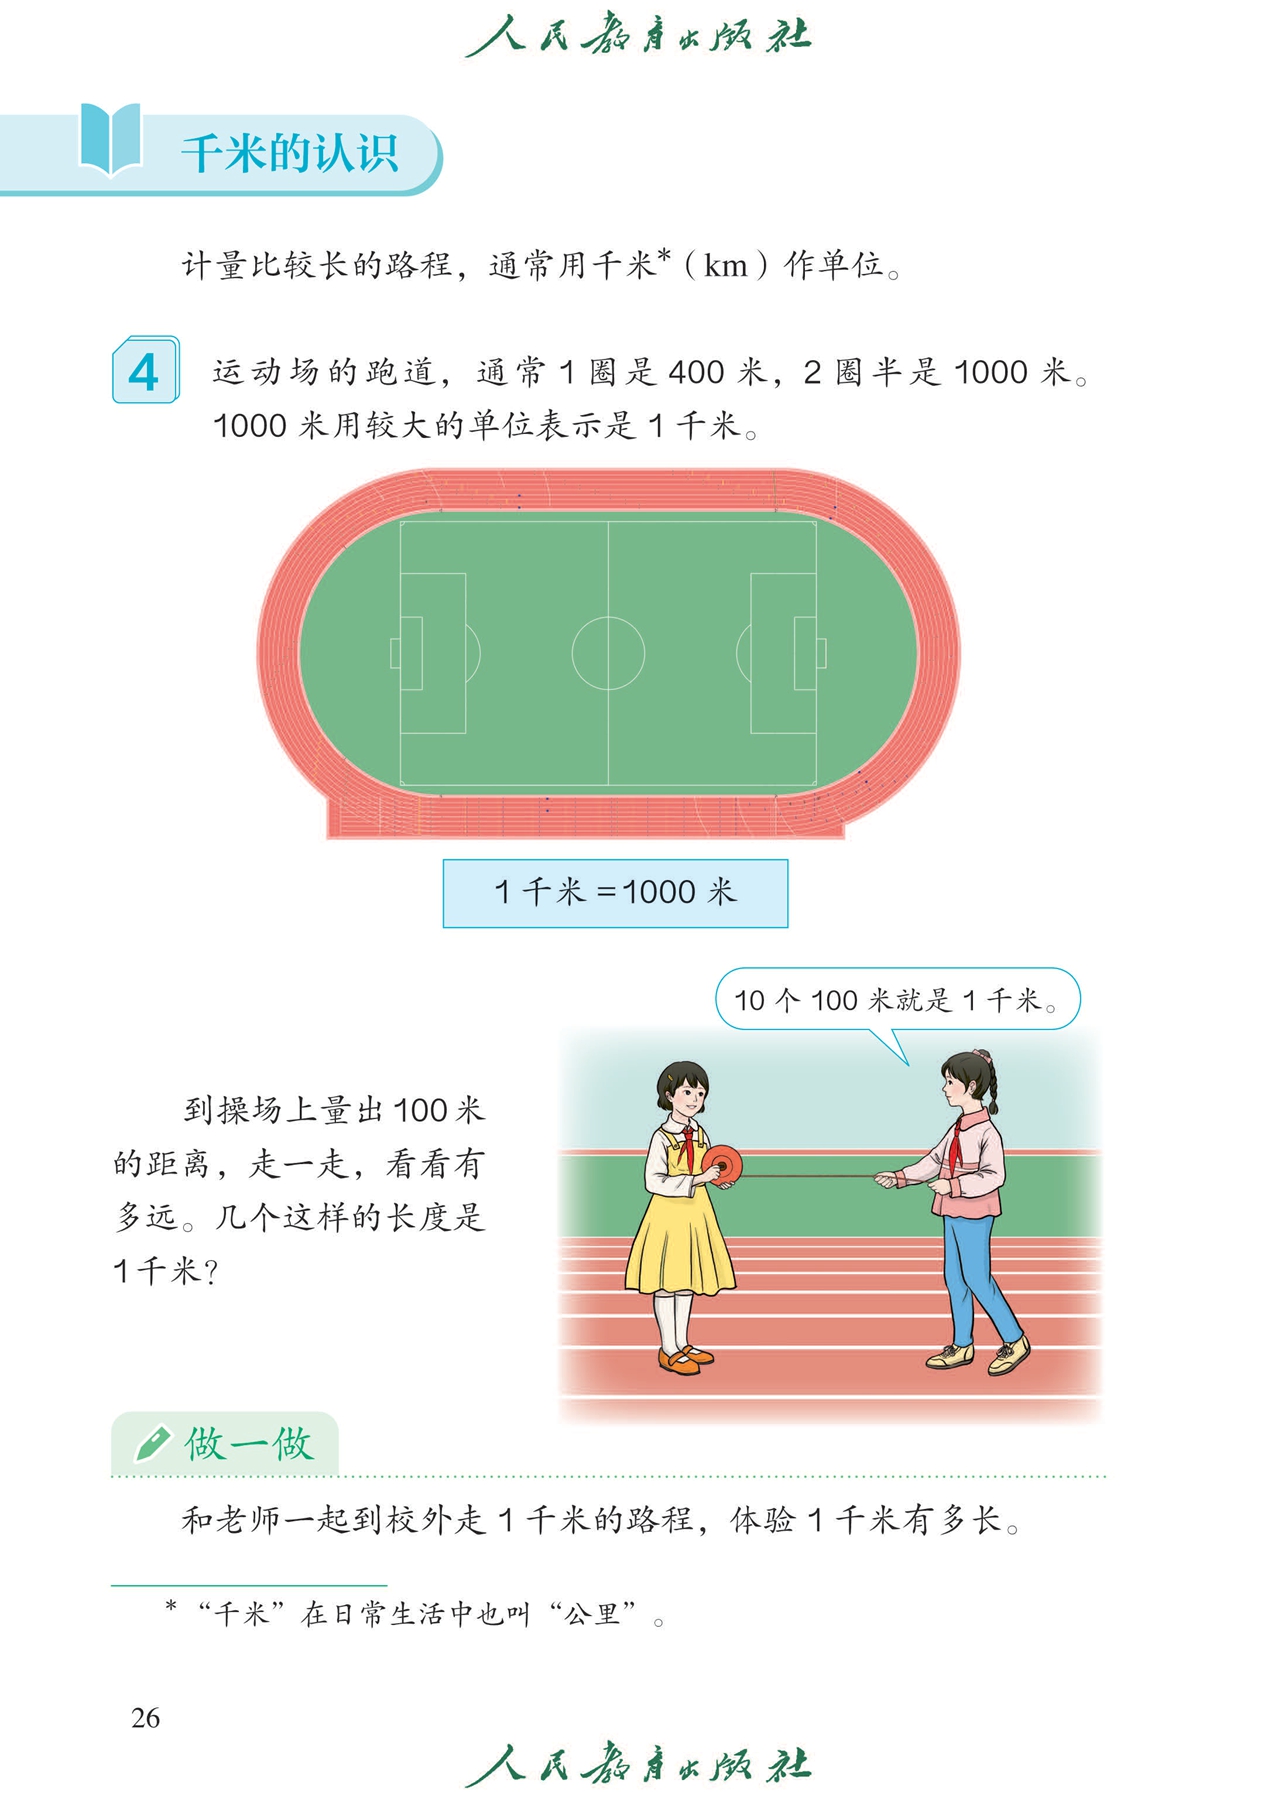 人民教育出版社
千米的认识
计量比较长的路程，通常用千米*（km）作单位。
4
运动场的跑道，通常 1 圈是 400 米，2 圈半是 1000 米。
1000 米用较大的单位表示是 1 千米。
1 千米 =1000 米
10 个 100 米就是 1 千米。
到操场上量出 100 米
的距离，走一走，看看有
多远。几个这样的长度是
1 千米？
做一做
和老师一起到校外走 1 千米的路程，体验 1 千米有多长。
* “千米”在日常生活中也叫“公里”。
26
人民教育出版社